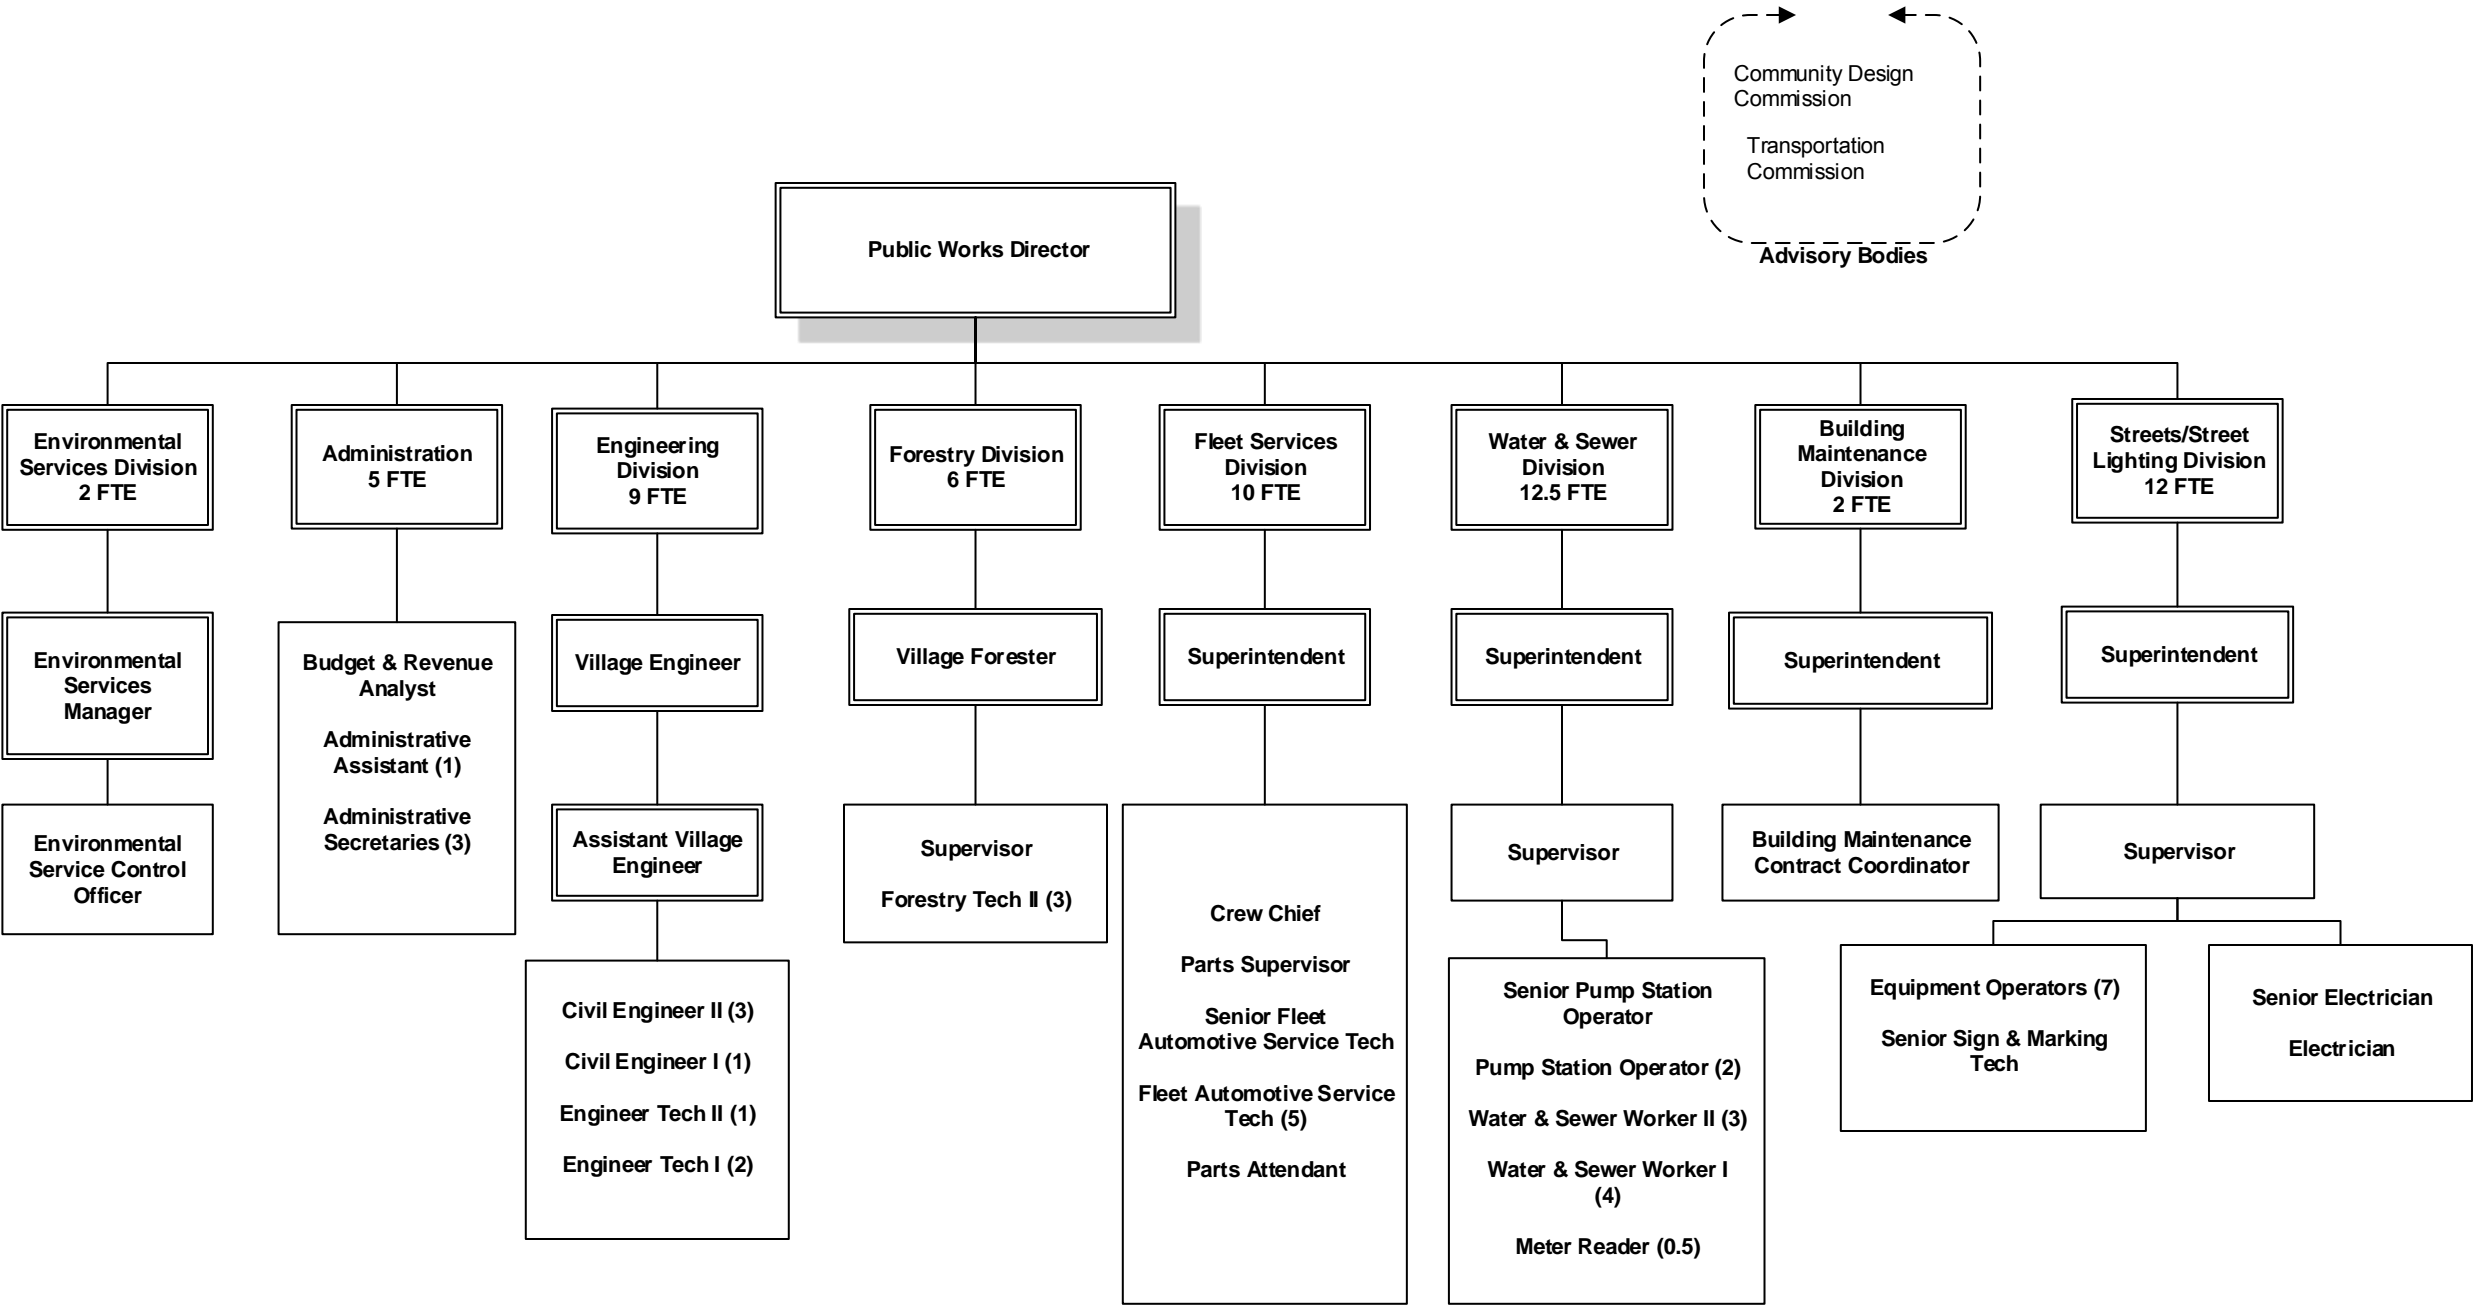 Community Design
Commission
Transportation
Commission
Advisory Bodies
Public Works Director
Environmental
Services Division
2 FTE
Administration
5 FTE
Engineering
Division
9 FTE
Forestry Division
6 FTE
Fleet Services
Division
10 FTE
Water & Sewer
Division
12.5 FTE
Building
Maintenance
Division
2 FTE
Streets/Street
Lighting Division
12 FTE
Environmental
Services
Manager
Budget & Revenue
Analyst
Administrative
Assistant (1)
Administrative
Secretaries (3)
Village Engineer
Village Forester
Superintendent
Superintendent
Superintendent
Superintendent
Environmental
Service Control
Officer
Assistant Village
Engineer
Supervisor
Forestry Tech II (3)
Crew Chief
Parts Supervisor
Senior Fleet
Automotive Service Tech
Fleet Automotive Service
Tech (5)
Parts Attendant
Supervisor
Building Maintenance
Contract Coordinator
Supervisor
Civil Engineer II (3)
Civil Engineer I (1)
Engineer Tech II (1)
Engineer Tech I (2)
Senior Pump Station
Operator
Pump Station Operator (2)
Water & Sewer Worker II (3)
Water & Sewer Worker I
(4)
Meter Reader (0.5)
Equipment Operators (7)
Senior Sign & Marking
Tech
Senior Electrician
Electrician